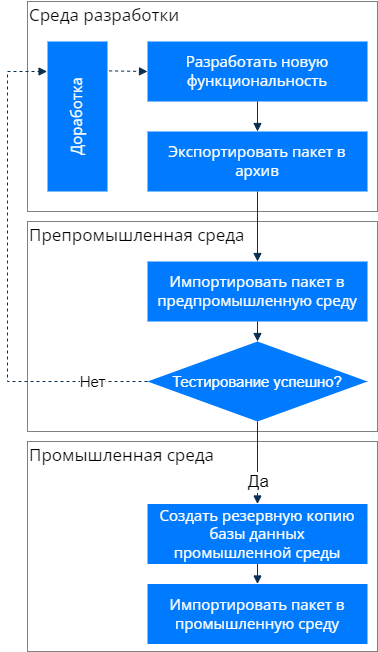 Среда разработки
Разработать новую
функциональность
Доработка
Экспортировать пакет в
архив
Препромышленная среда
Импортировать пакет в
предпромышленную среду
Тестирование успешно?
Нет
Промышленная среда
Да
Создать резервную копию
базы данных
промышленной среды
Импортировать пакет в
промышленную среду